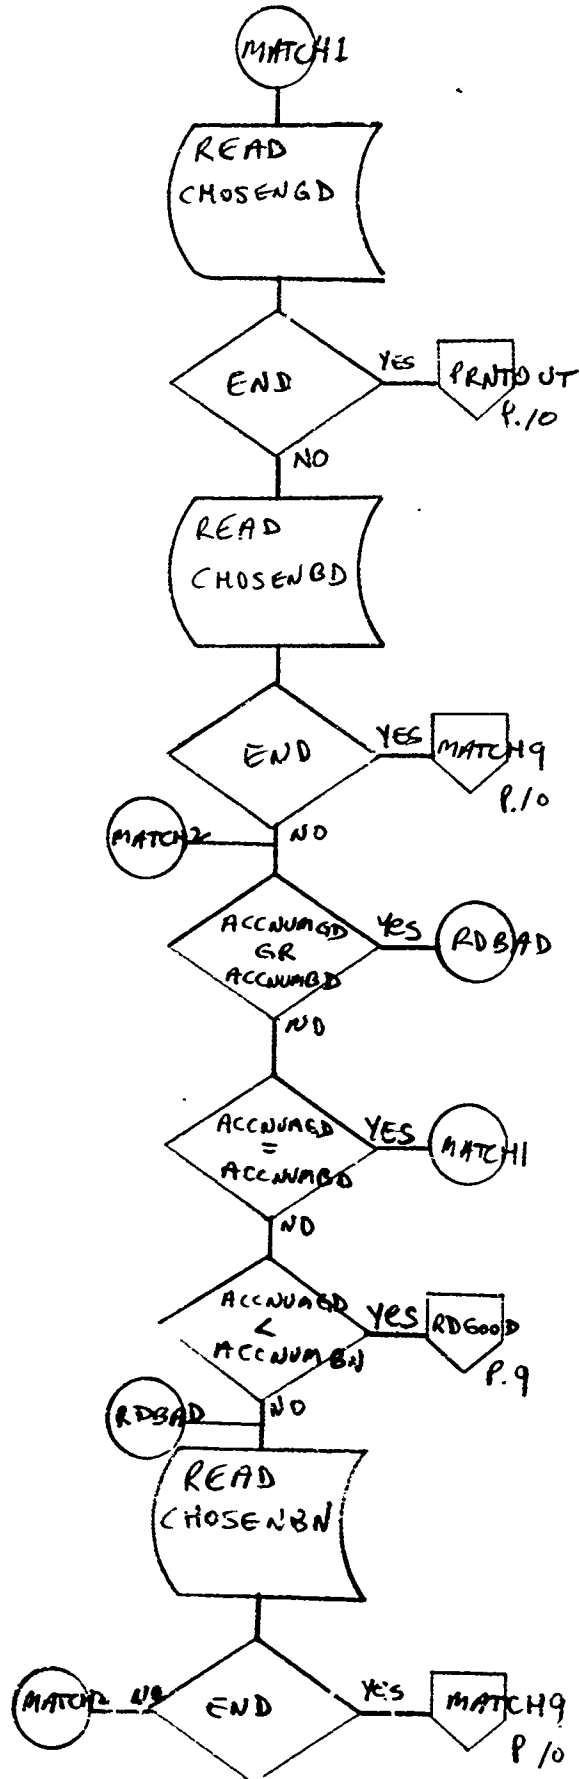 MATCH1
READ
CHOSENGD
END
YES
PRNTOUT
P.10
NO
READ
CHOSENBD
END
YES
MATCH9
P.10
MATCH2
NO
ACCNUMGD
GR
ACCNUMBD
YES
RDBAD
NO
ACCNUMGD
=
ACCNUMBD
YES
MATCH1
NO
ACCNUMGD
<
ACCNUMBN
YES
RDGOOD
P.9
RDBAD
NO
READ
CHOSENBN
MATCH2
NO
END
YES
MATCH9
P.10